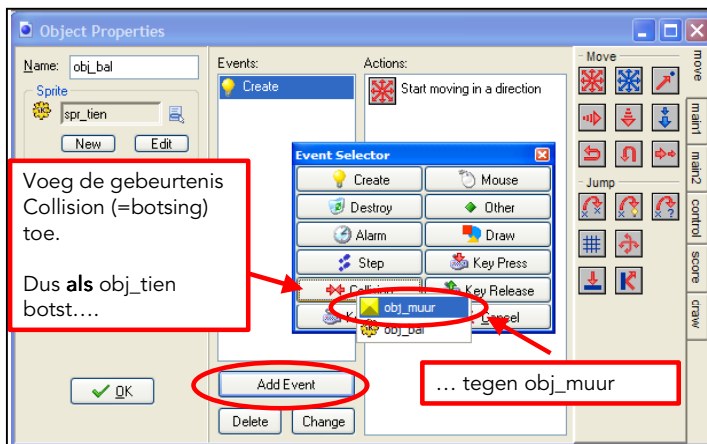 Object Properties
Name: obj_bal
Sprite
spr_tien
New Edit
Events:
Create
Actions:
Start moving in a direction
Event Selector
Create Mouse
Destroy Other
Alarm Draw
Step Key Press
Collision Key Release
obj_muur
obj_bal
Cancel
Voeg de gebeurtenis
Collision (=botsing)
toe.
Dus als obj_tien
botst….
… tegen obj_muur
OK
Add Event
Delete Change
Move
Jump
move
main1
main2
control
score
draw